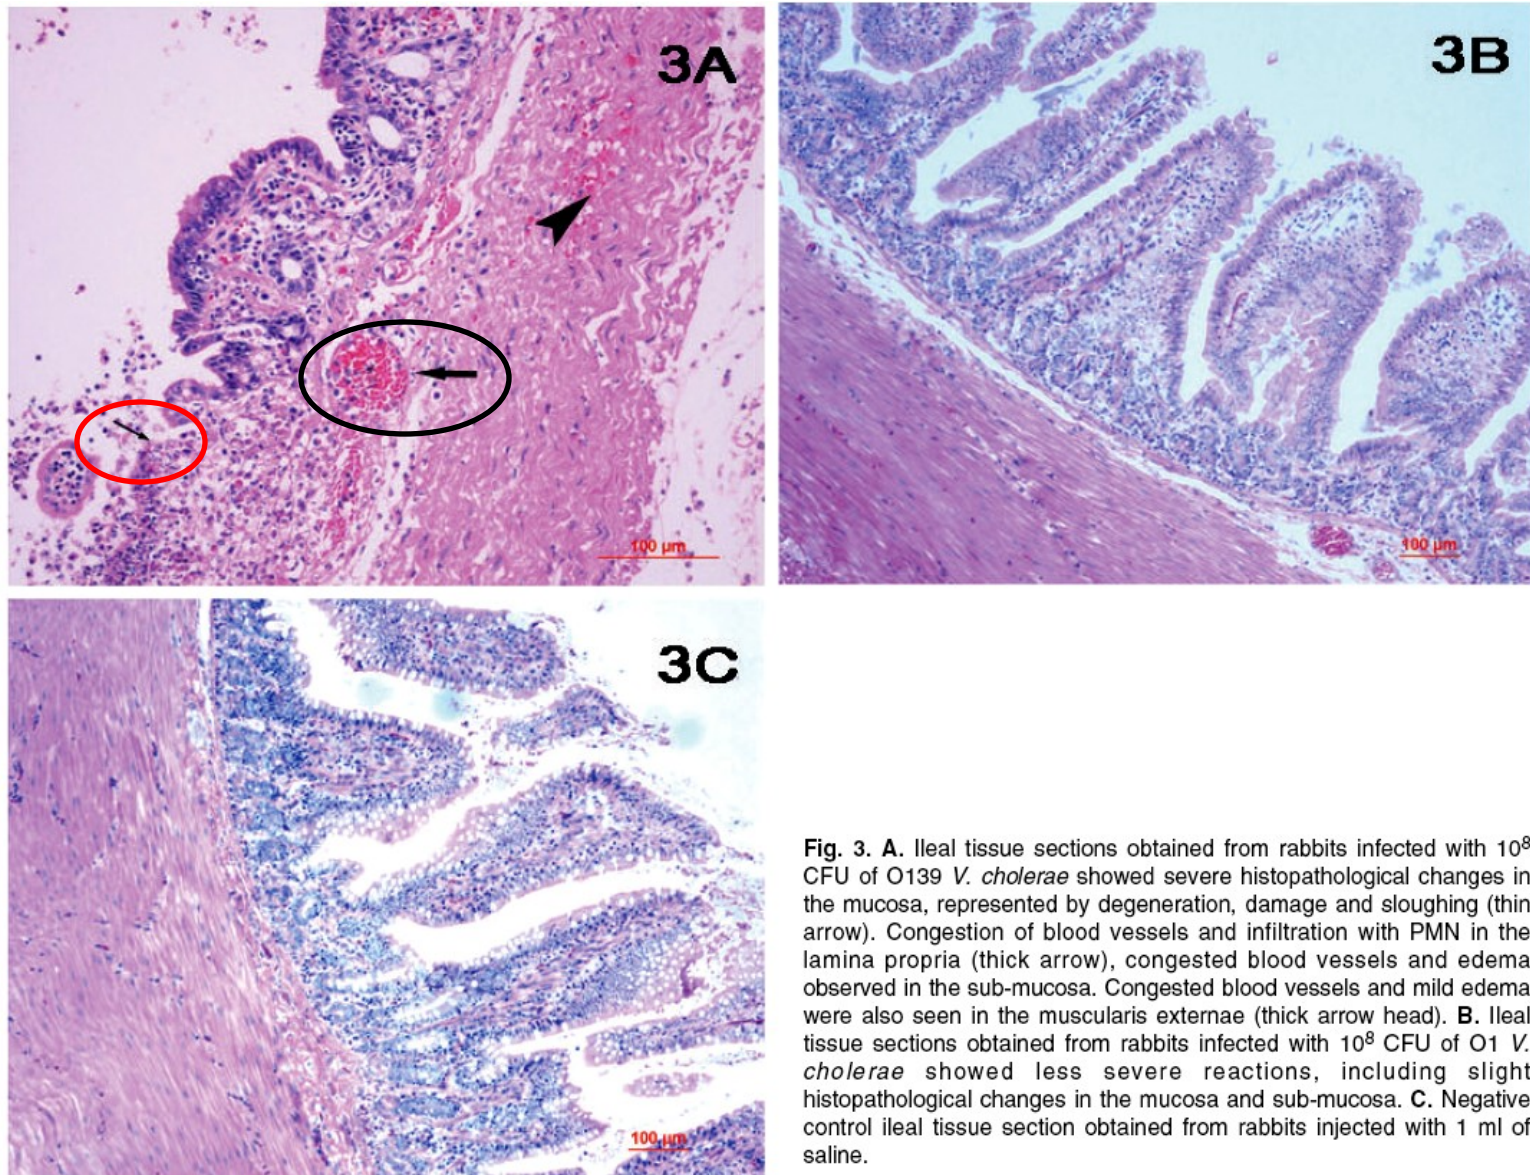 3A
3B
100 µm
100 µm
3C
100 µm
Fig. 3. A. Ileal tissue sections obtained from rabbits infected with 10⁸
CFU of O139 V. cholerae showed severe histopathological changes in
the mucosa, represented by degeneration, damage and sloughing (thin
arrow). Congestion of blood vessels and infiltration with PMN in the
lamina propria (thick arrow), congested blood vessels and edema
observed in the sub-mucosa. Congested blood vessels and mild edema
were also seen in the muscularis externae (thick arrow head). B. Ileal
tissue sections obtained from rabbits infected with 10⁸ CFU of O1 V.
cholerae showed less severe reactions, including slight
histopathological changes in the mucosa and sub-mucosa. C. Negative
control ileal tissue section obtained from rabbits injected with 1 ml of
saline.